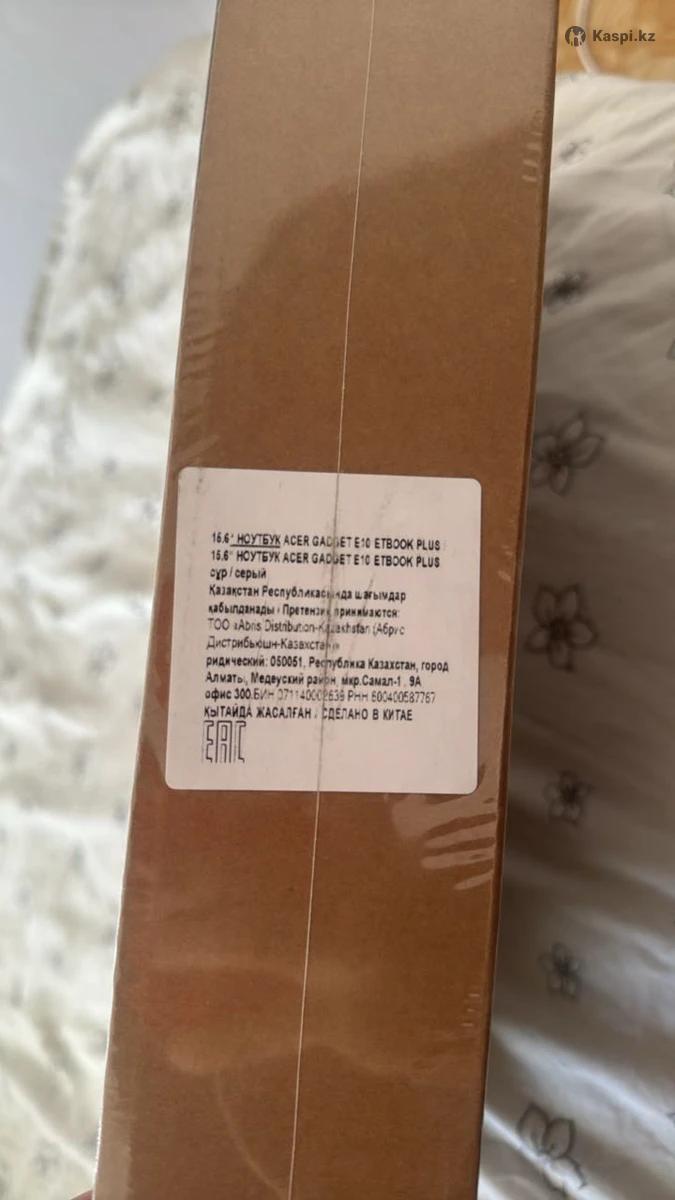 Kaspi.kz
15.6" НОУТБУК ACER GADGET E10 ETBOOK PLUS
15.6" НОУТБУК ACER GADGET E10 ETBOOK PLUS
сұр / серый
Қазақстан Республикасында шағымдар
қабылданады / Претензии принимаются:
ТОО «Abris Distribution-Kazakhstan (Абрис
Дистрибьюшн-Казахстан)»
ридический: 050051, Республика Казахстан, город
Алматы, Медеуский район, мкр.Самал-1, 9А
офис 300.БИН 071140002639 РНН 600400587767
ҚЫТАЙДА ЖАСАЛҒАН / СДЕЛАНО В КИТАЕ
EAC